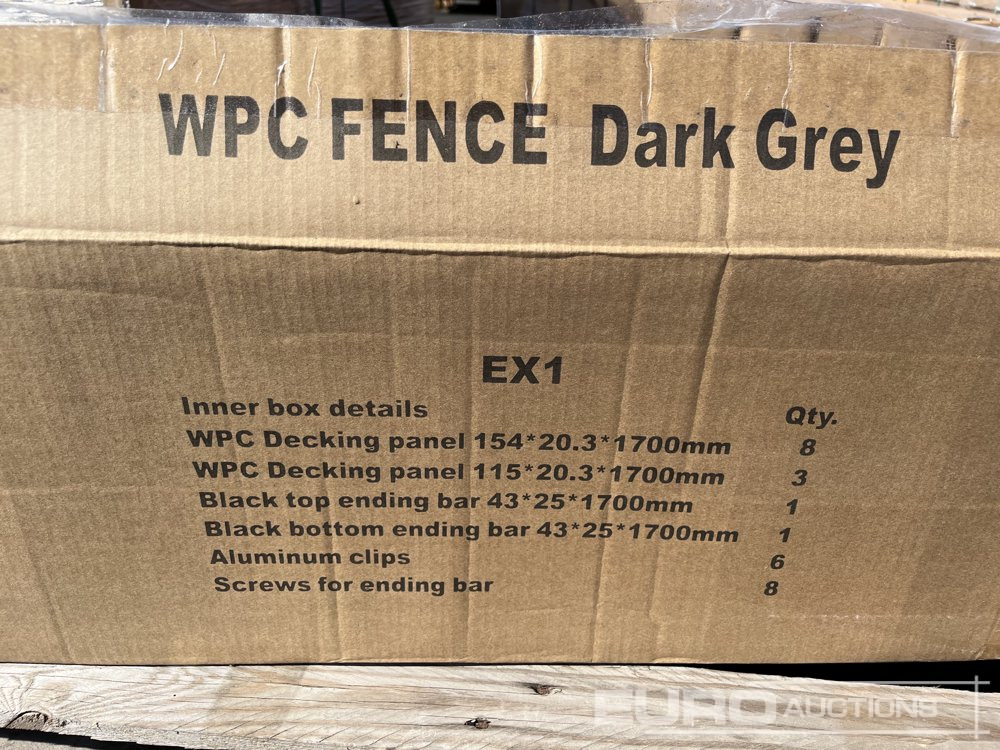 WPC FENCE Dark Grey
EX1
Inner box details Qty.
WPC Decking panel 154*20.3*1700mm 8
WPC Decking panel 115*20.3*1700mm 3
Black top ending bar 43*25*1700mm 1
Black bottom ending bar 43*25*1700mm 1
Aluminum clips 6
Screws for ending bar 8
EURO AUCTIONS